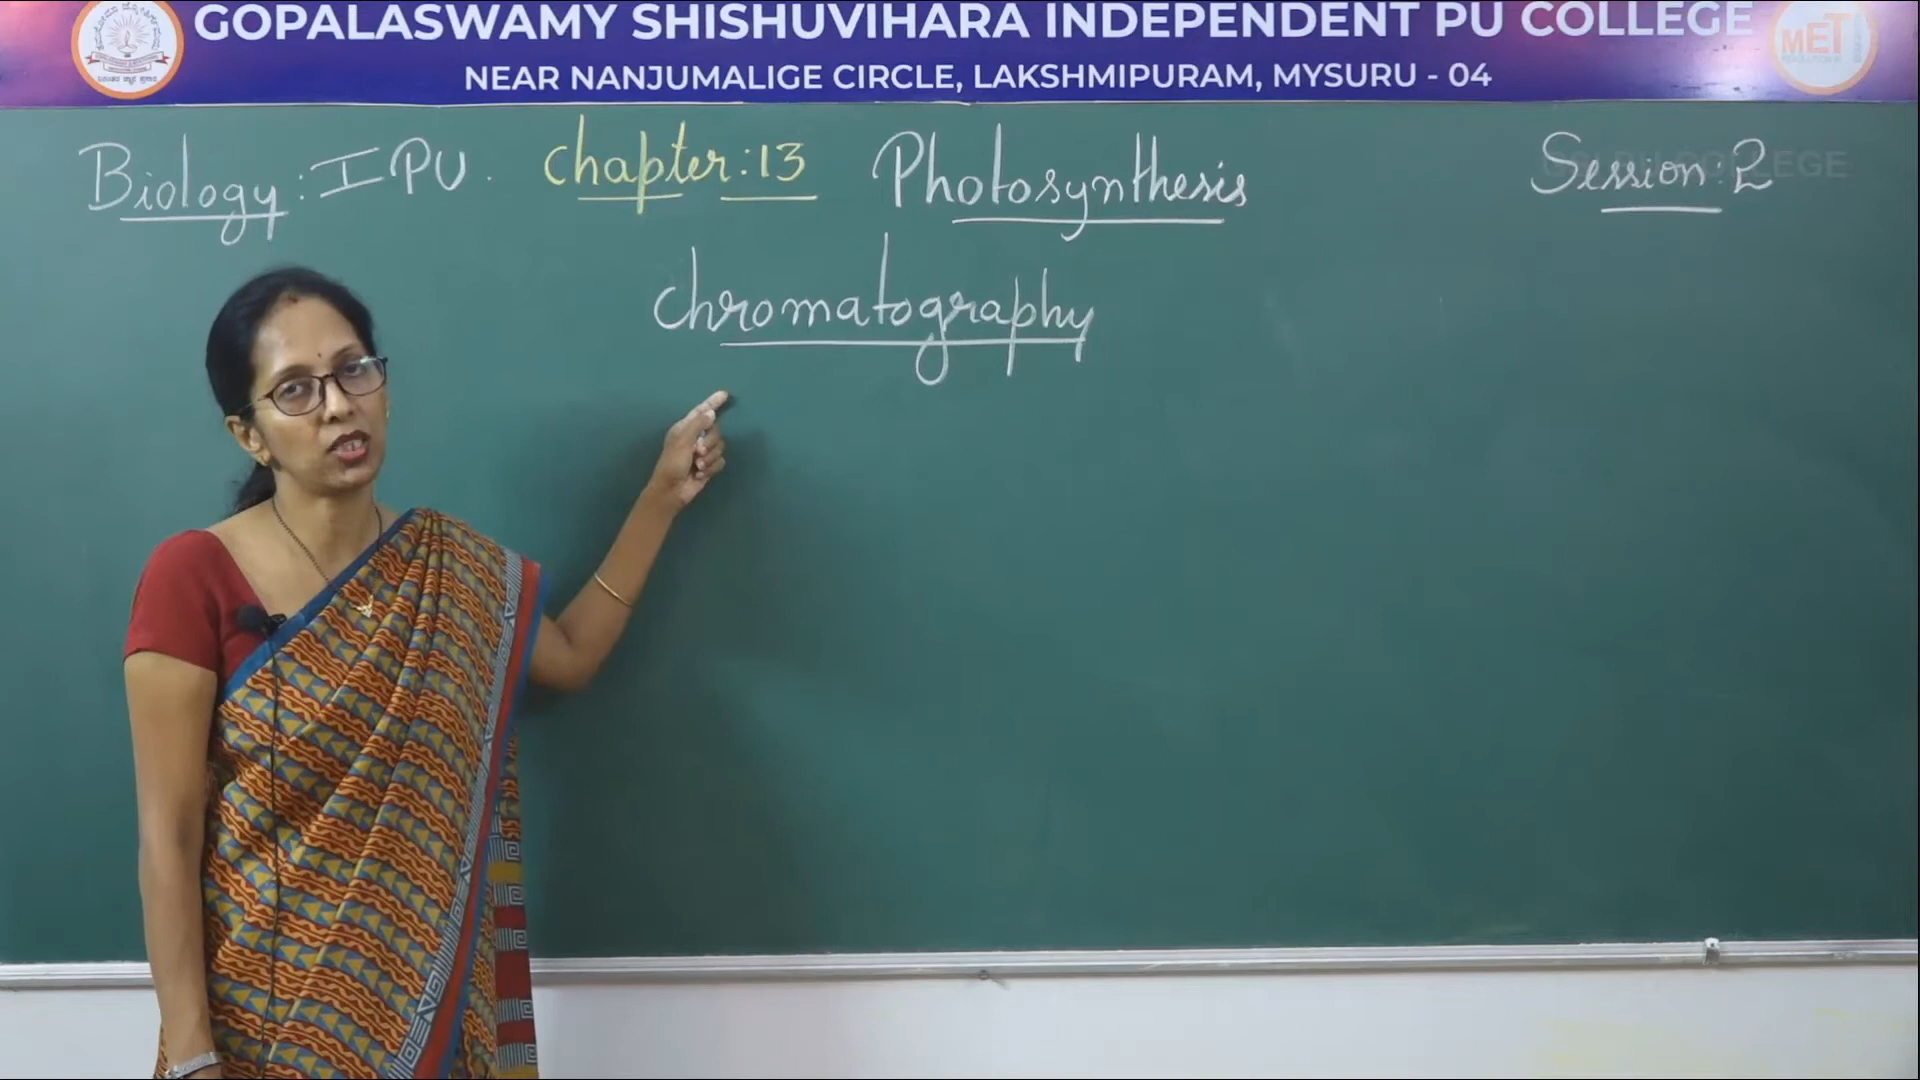 GOPALASWAMY SHISHUVIHARA INDEPENDENT PU COLLEGE
NEAR NANJUMALIGE CIRCLE, LAKSHMIPURAM, MYSURU - 04
MET
Biology: I PU. Chapter: 13 Photosynthesis Session: 2
Chromatography